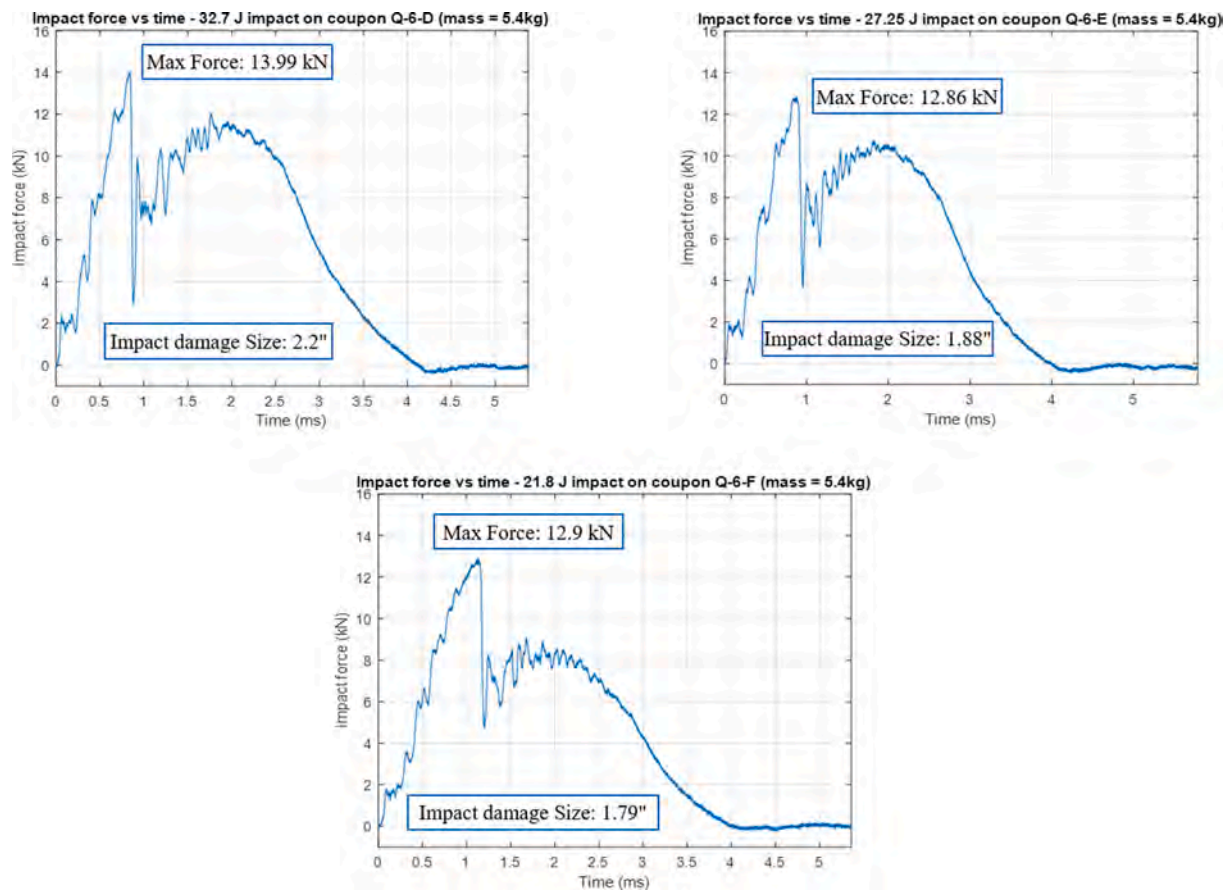 Impact force vs time - 32.7 J impact on coupon Q-6-D (mass = 5.4kg)
16
14
12
10
8
6
4
2
0
Impact force (kN)
Max Force: 13.99 kN
Impact damage Size: 2.2"
0 0.5 1 1.5 2 2.5 3 3.5 4 4.5 5
Time (ms)
Impact force vs time - 27.25 J impact on coupon Q-6-E (mass = 5.4kg)
16
14
12
10
8
6
4
2
0
Impact force (kN)
Max Force: 12.86 kN
Impact damage Size: 1.88"
0 1 2 3 4 5
Time (ms)
Impact force vs time - 21.8 J impact on coupon Q-6-F (mass = 5.4kg)
16
14
12
10
8
6
4
2
0
Impact force (kN)
Max Force: 12.9 kN
Impact damage Size: 1.79"
0 0.5 1 1.5 2 2.5 3 3.5 4 4.5 5
Time (ms)